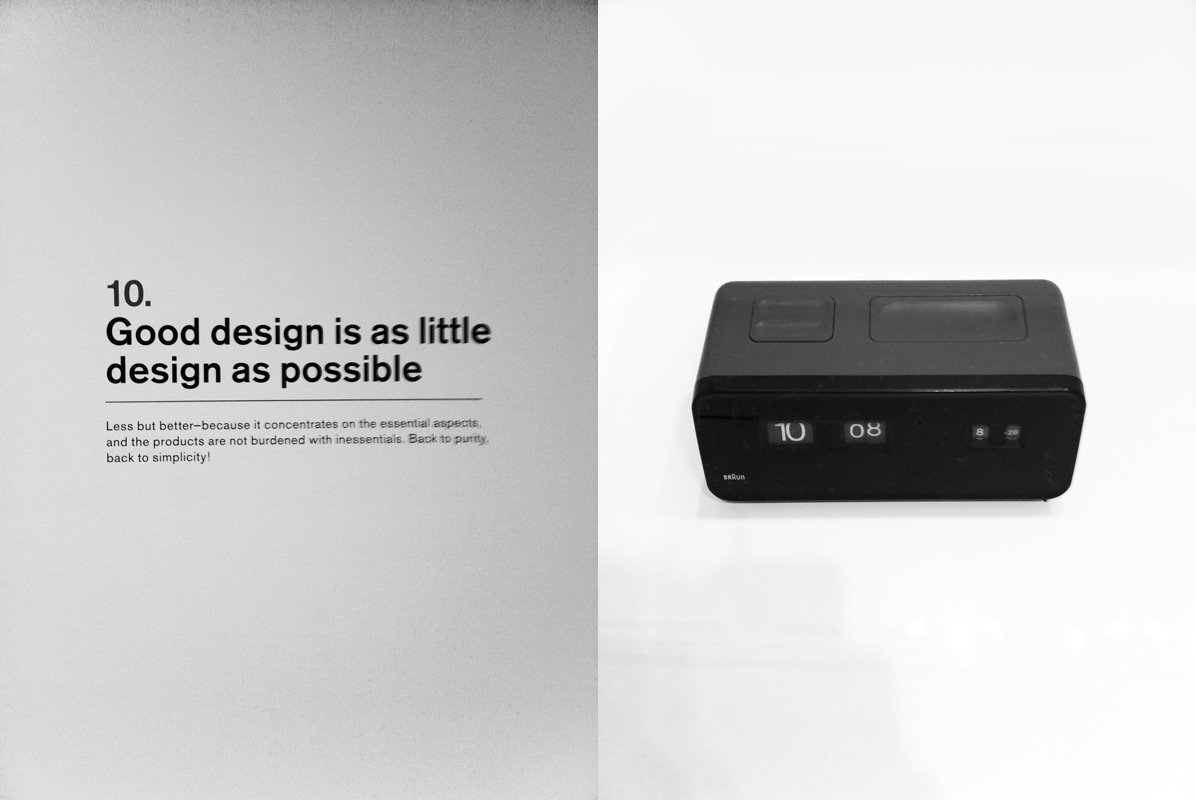 10.
Good design is as little
design as possible
Less but better–because it concentrates on the essential aspects,
and the products are not burdened with inessentials. Back to purity,
back to simplicity!
10 08
8
BRAUN